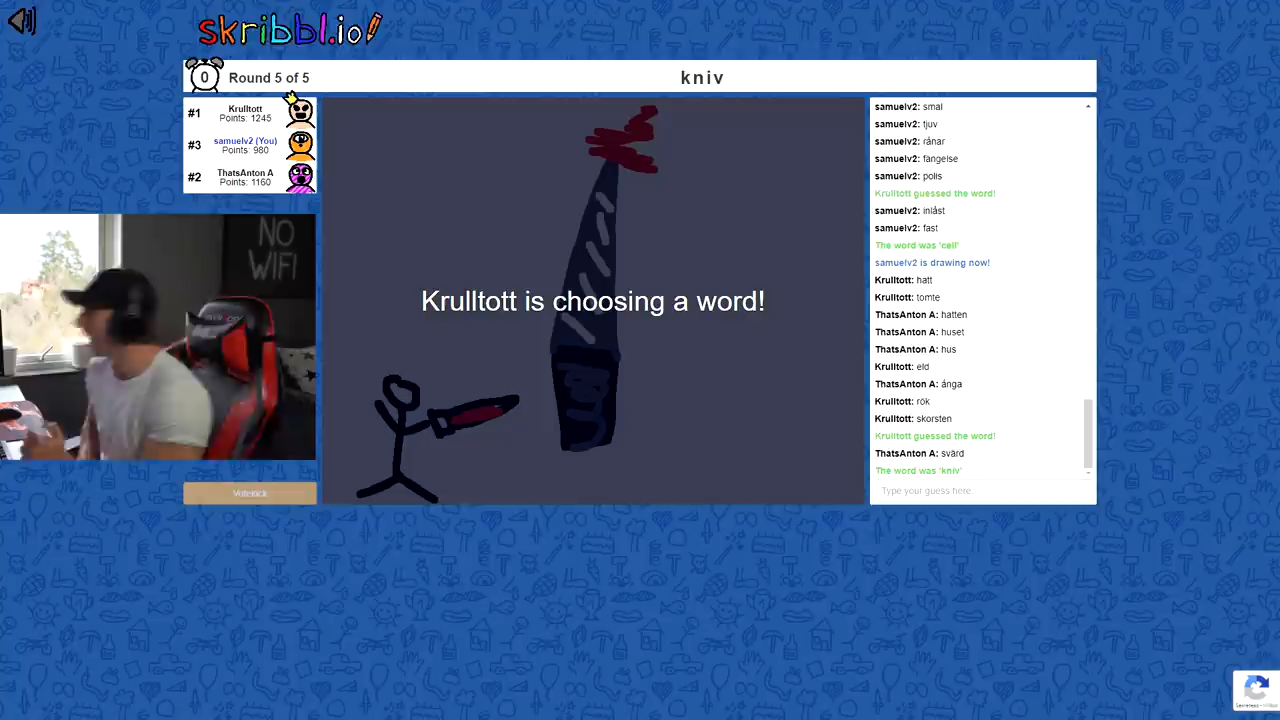 skribbl.io
0
Round 5 of 5
kniv
#1
Krulltott
Points: 1245
#3
samuelv2 (You)
Points: 980
#2
ThatsAnton A
Points: 1160
NO
WIFI
Votekick
Krulltott is choosing a word!
samuelv2: smal
samuelv2: tjuv
samuelv2: rånar
samuelv2: fängelse
samuelv2: polis
Krulltott guessed the word!
samuelv2: inlåst
samuelv2: fast
The word was 'cell'
samuelv2 is drawing now!
Krulltott: hatt
Krulltott: tomte
ThatsAnton A: hatten
ThatsAnton A: huset
ThatsAnton A: hus
Krulltott: eld
ThatsAnton A: ånga
Krulltott: rök
Krulltott: skorsten
Krulltott guessed the word!
ThatsAnton A: svärd
The word was 'kniv'
Type your guess here...